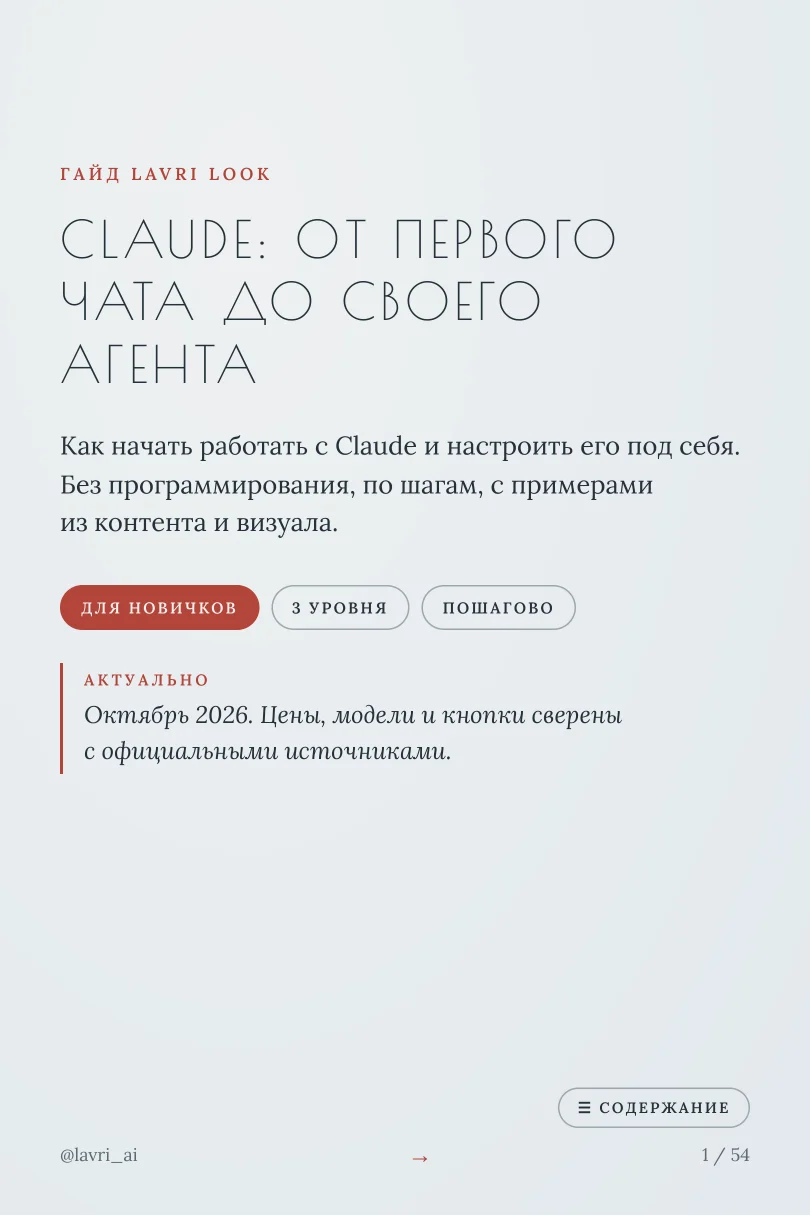 ГАЙД LAVRI LOOK
CLAUDE: ОТ ПЕРВОГО
ЧАТА ДО СВОЕГО
АГЕНТА
Как начать работать с Claude и настроить его под себя.
Без программирования, по шагам, с примерами
из контента и визуала.
ДЛЯ НОВИЧКОВ 3 УРОВНЯ ПОШАГОВО
АКТУАЛЬНО
Октябрь 2026. Цены, модели и кнопки сверены
с официальными источниками.
☰ СОДЕРЖАНИЕ
@lavri_ai → 1 / 54